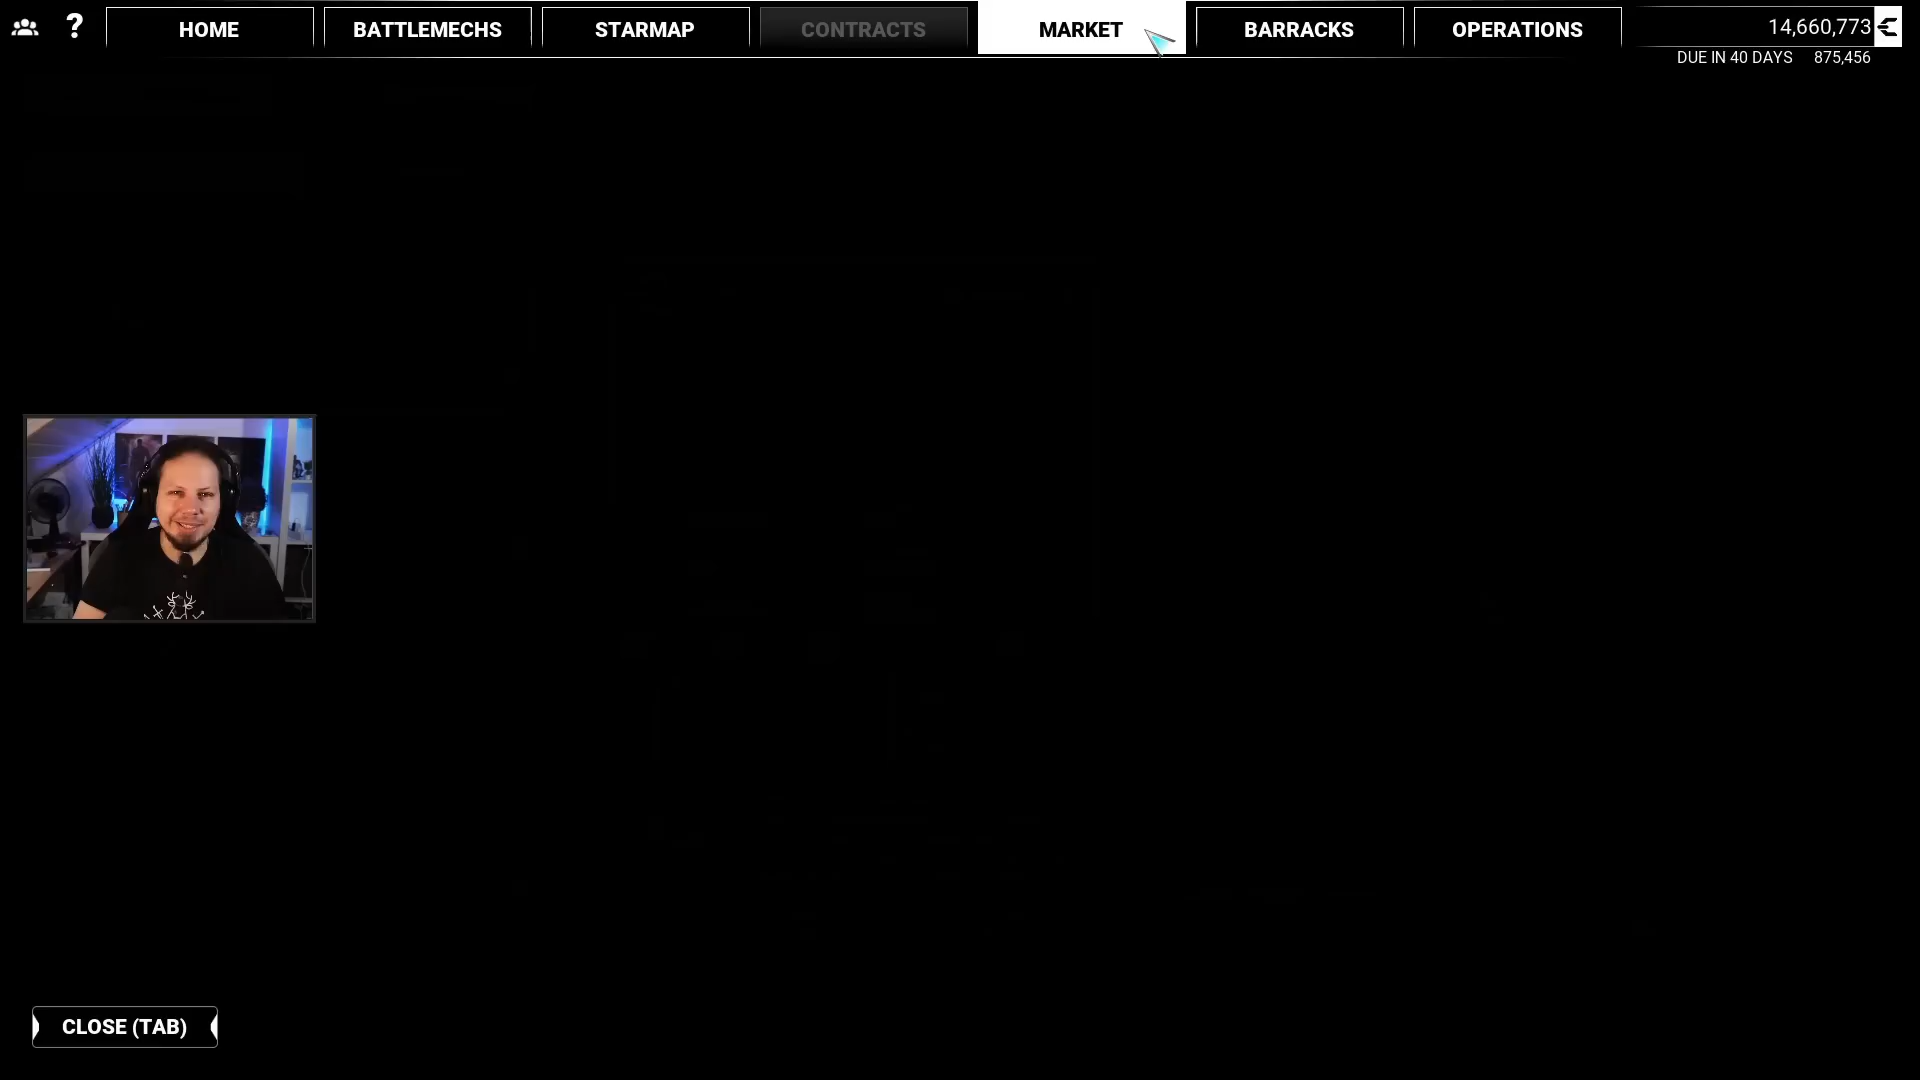 ?
HOME
BATTLEMECHS
STARMAP
CONTRACTS
MARKET
BARRACKS
OPERATIONS
14,660,773
DUE IN 40 DAYS 875,456
CLOSE (TAB)